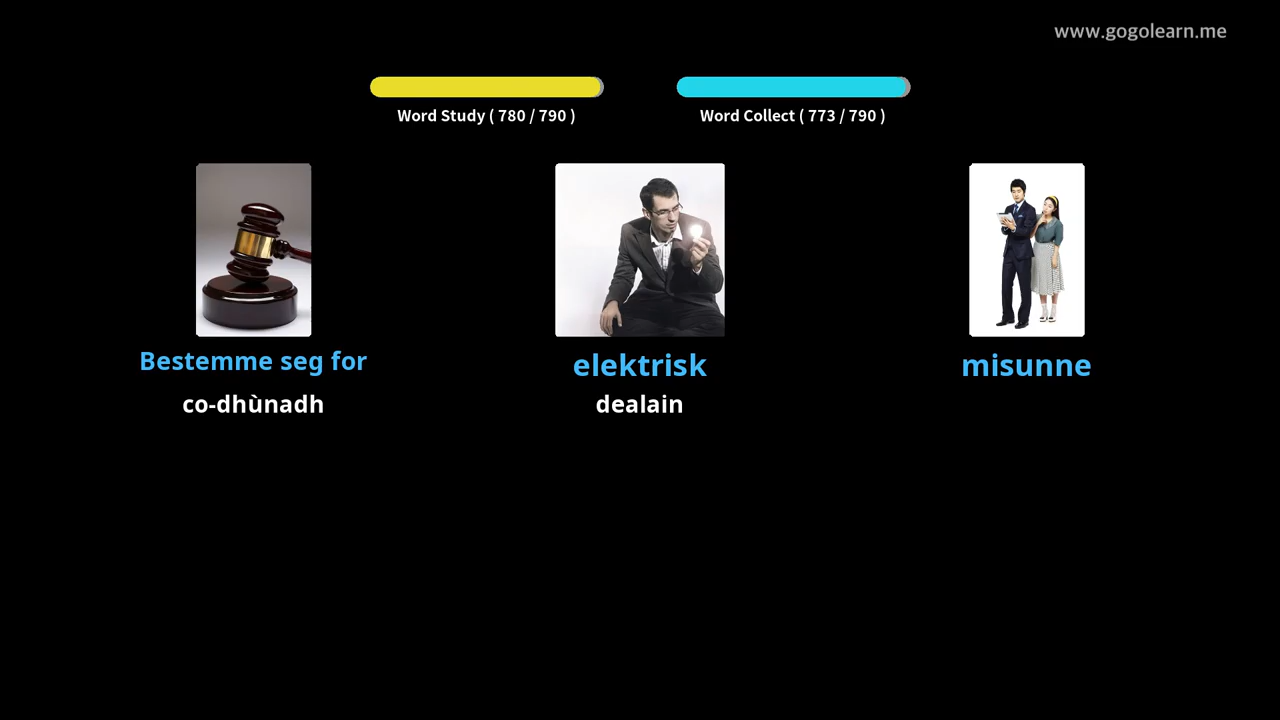 www.gogolearn.me
Word Study ( 780 / 790 )
Word Collect ( 773 / 790 )
Bestemme seg for
elektrisk
misunne
co-dhùnadh
dealain